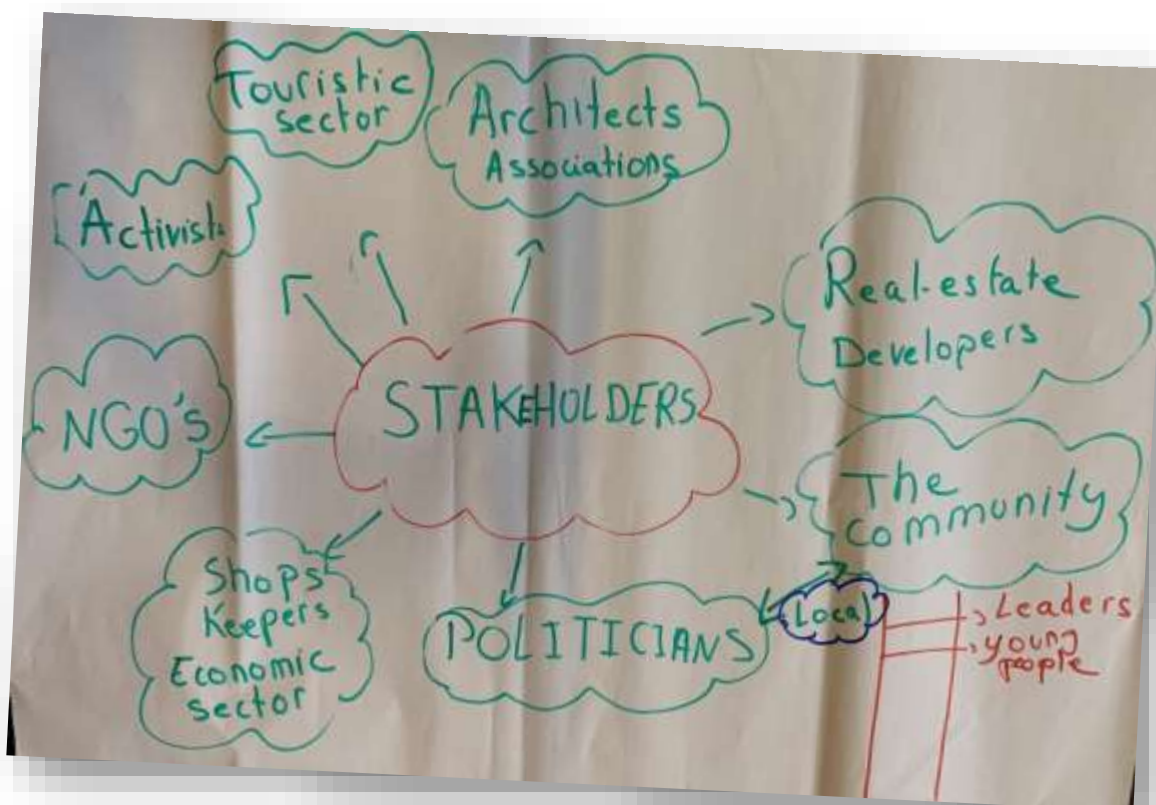 Touristic
sector
Architects
Associations
Activist
Real-estate
Developers
STAKEHOLDERS
NGO'S
The
Community
Shops
Keepers
Economic
sector
POLITICIANS
Local
Leaders
young
people